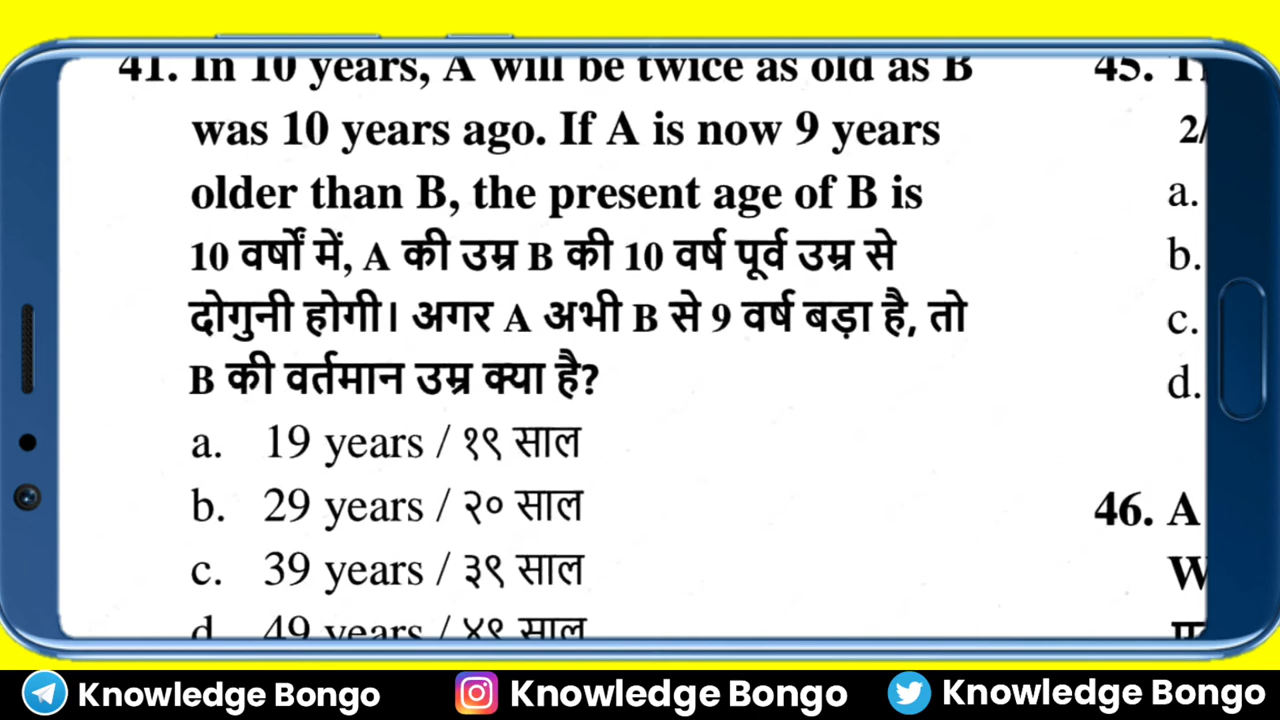 41. In 10 years, A will be twice as old as B
was 10 years ago. If A is now 9 years
older than B, the present age of B is
10 वर्षों में, A की उम्र B की 10 वर्ष पूर्व उम्र से
दोगुनी होगी। अगर A अभी B से 9 वर्ष बड़ा है, तो
B की वर्तमान उम्र क्या है?
a. 19 years / १९ साल
b. 29 years / २० साल
c. 39 years / ३९ साल
d. 49 years / ४९ साल
45.
2/
a.
b.
c.
d.
46. A
W
Knowledge Bongo
Knowledge Bongo
Knowledge Bongo